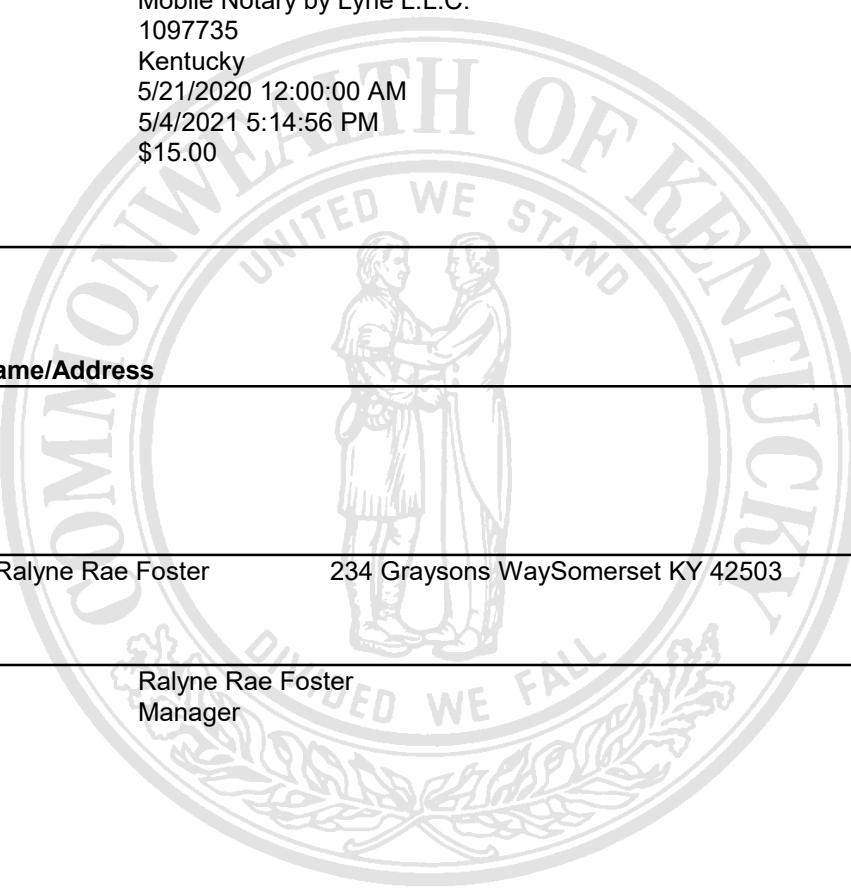 Mobile Notary by Lyne L.L.C.
1097735
Kentucky
5/21/2020 12:00:00 AM
5/4/2021 5:14:56 PM
$15.00
COMMONWEALTH OF KENTUCKY
UNITED WE STAND
ame/Address
Ralyne Rae Foster 234 Graysons WaySomerset KY 42503
DIVIDED WE FALL
Ralyne Rae Foster
Manager